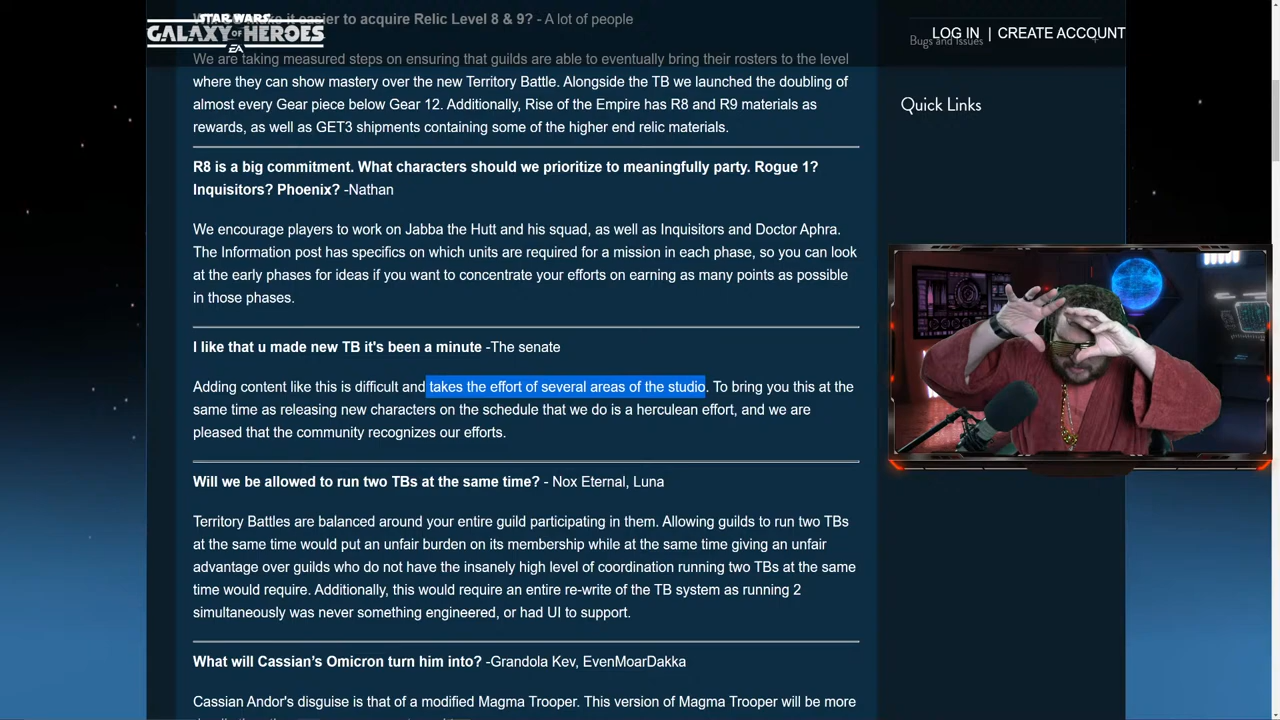 STAR WARS
GALAXY OF HEROES
EA
it easier to acquire Relic Level 8 & 9? - A lot of people
LOG IN | CREATE ACCOUNT
Bugs and Issues
Quick Links
We are taking measured steps on ensuring that guilds are able to eventually bring their rosters to the level
where they can show mastery over the new Territory Battle. Alongside the TB we launched the doubling of
almost every Gear piece below Gear 12. Additionally, Rise of the Empire has R8 and R9 materials as
rewards, as well as GET3 shipments containing some of the higher end relic materials.
R8 is a big commitment. What characters should we prioritize to meaningfully party. Rogue 1?
Inquisitors? Phoenix? -Nathan
We encourage players to work on Jabba the Hutt and his squad, as well as Inquisitors and Doctor Aphra.
The Information post has specifics on which units are required for a mission in each phase, so you can look
at the early phases for ideas if you want to concentrate your efforts on earning as many points as possible
in those phases.
I like that u made new TB it's been a minute -The senate
Adding content like this is difficult and takes the effort of several areas of the studio. To bring you this at the
same time as releasing new characters on the schedule that we do is a herculean effort, and we are
pleased that the community recognizes our efforts.
Will we be allowed to run two TBs at the same time? - Nox Eternal, Luna
Territory Battles are balanced around your entire guild participating in them. Allowing guilds to run two TBs
at the same time would put an unfair burden on its membership while at the same time giving an unfair
advantage over guilds who do not have the insanely high level of coordination running two TBs at the same
time would require. Additionally, this would require an entire re-write of the TB system as running 2
simultaneously was never something engineered, or had UI to support.
What will Cassian's Omicron turn him into? -Grandola Kev, EvenMoarDakka
Cassian Andor's disguise is that of a modified Magma Trooper. This version of Magma Trooper will be more